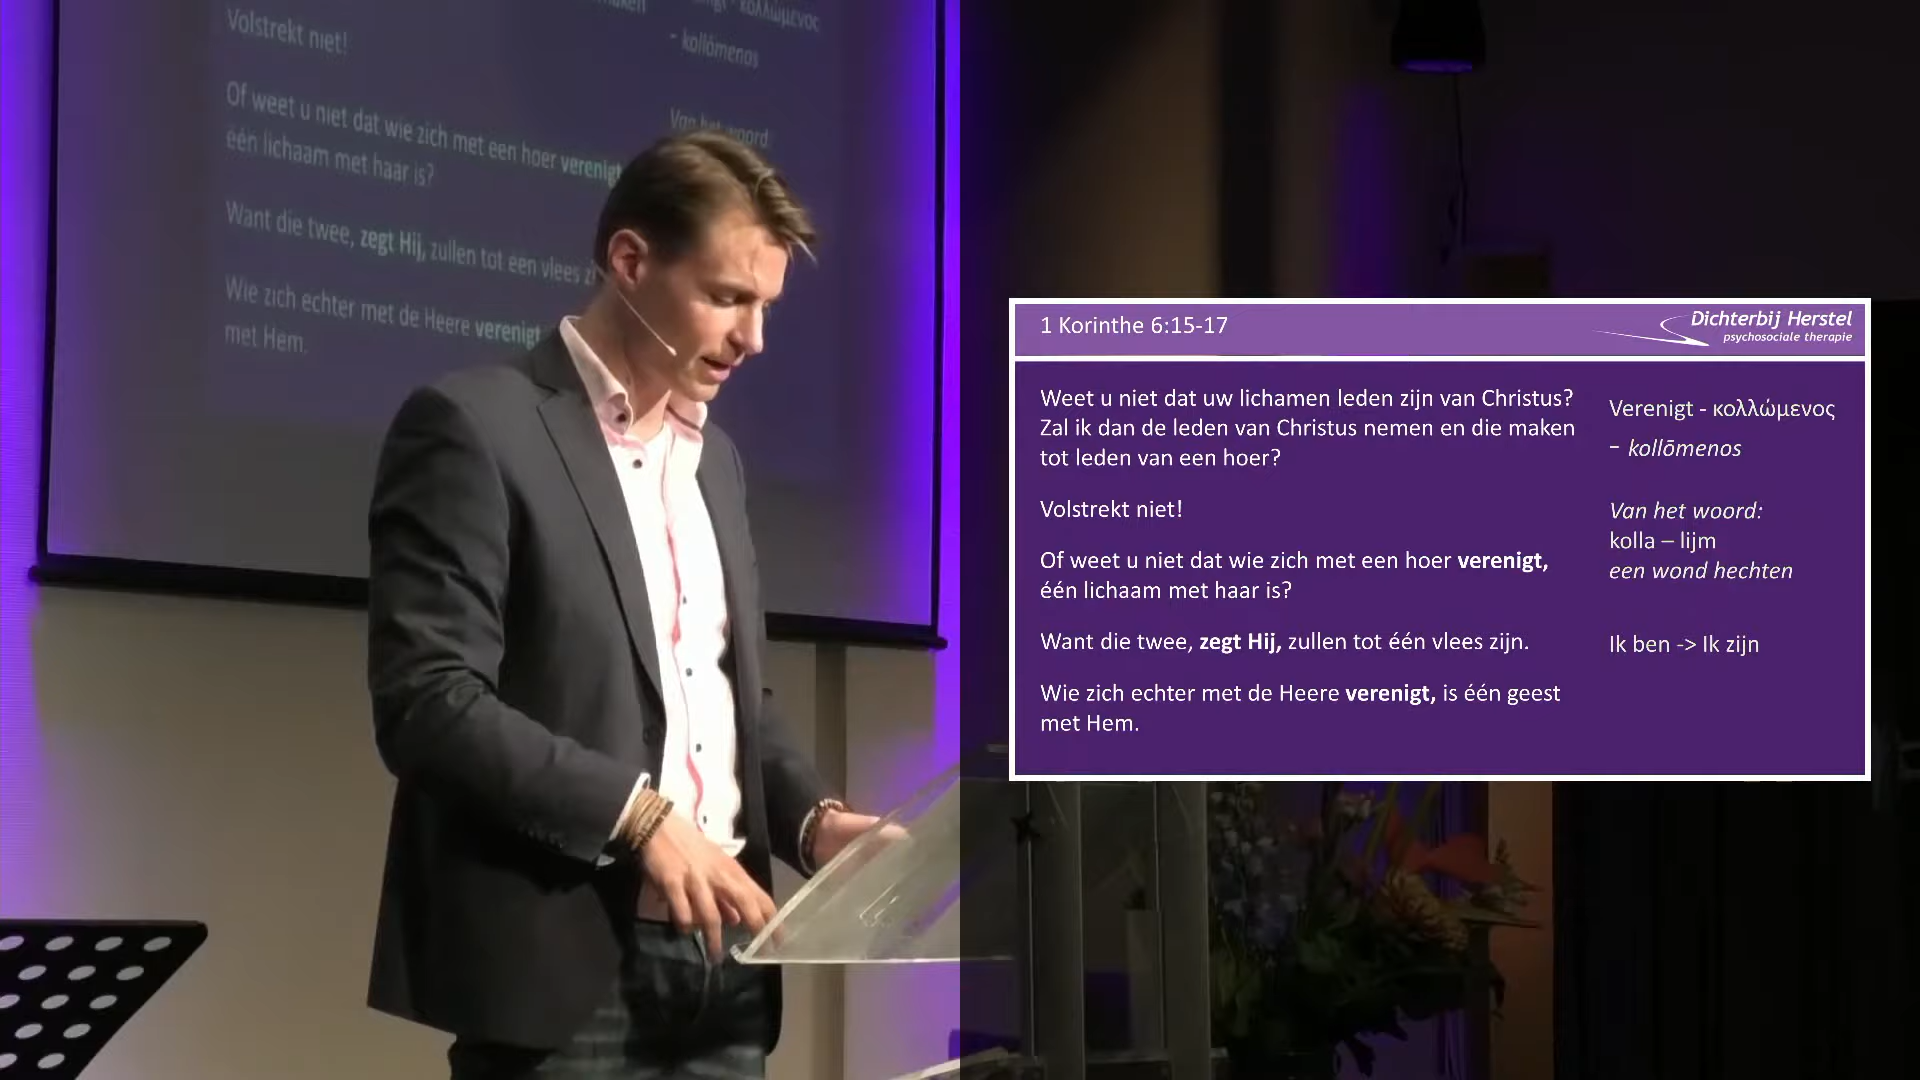 Volstrekt niet!
Of weet u niet dat wie zich met een hoer verenigt
één lichaam met haar is?
Want die twee, zegt Hij, zullen tot één vlees
Wie zich echter met de Heere verenigt
met Hem.
κολλώμενος
- kollōmenos
Van het woord:
1 Korinthe 6:15-17
Dichterbij Herstel
psychosociale therapie
Weet u niet dat uw lichamen leden zijn van Christus?
Zal ik dan de leden van Christus nemen en die maken
tot leden van een hoer?
Volstrekt niet!
Of weet u niet dat wie zich met een hoer verenigt,
één lichaam met haar is?
Want die twee, zegt Hij, zullen tot één vlees zijn.
Wie zich echter met de Heere verenigt, is één geest
met Hem.
Verenigt - κολλώμενος
- kollōmenos
Van het woord:
kolla – lijm
een wond hechten
Ik ben -> Ik zijn